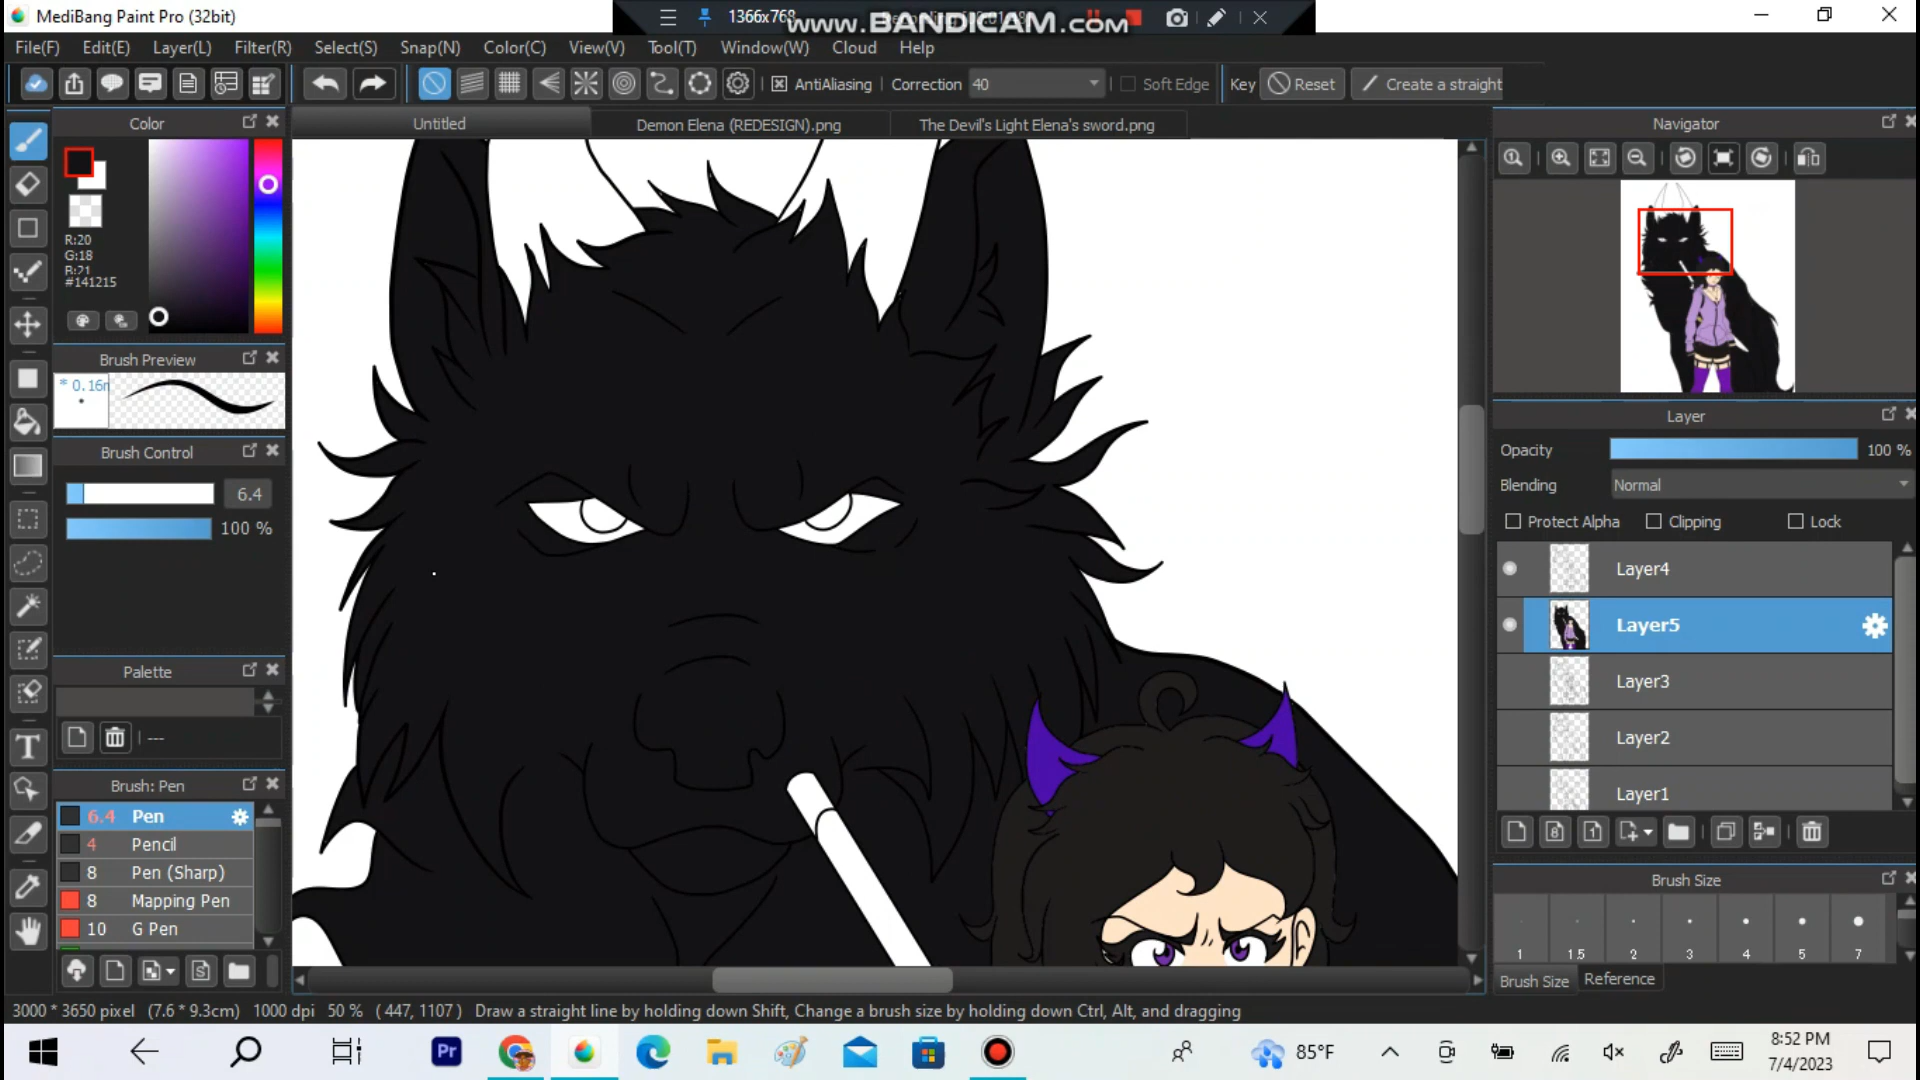 MediBang Paint Pro (32bit)
1366x768
www.BANDICAM.com
File(F) Edit(E) Layer(L) Filter(R) Select(S) Snap(N) Color(C) View(V) Tool(T) Window(W) Cloud Help
AntiAliasing Correction 40 Soft Edge Key Reset Create a straight
Color
Untitled
Demon Elena (REDESIGN).png
The Devil's Light Elena's sword.png
Navigator
R:20
G:18
B:21
#141215
Brush Preview
* 0.16m
Brush Control
6.4
100 %
Palette
---
Brush: Pen
6.4 Pen
4 Pencil
8 Pen (Sharp)
8 Mapping Pen
10 G Pen
Layer
Opacity 100 %
Blending Normal
Protect Alpha Clipping Lock
Layer4
Layer5
Layer3
Layer2
Layer1
Brush Size
1 1.5 2 3 4 5 7
Brush Size Reference
3000 * 3650 pixel (7.6 * 9.3cm) 1000 dpi 50 % ( 447, 1107 ) Draw a straight line by holding down Shift, Change a brush size by holding down Ctrl, Alt, and dragging
Pr
85°F
8:52 PM
7/4/2023